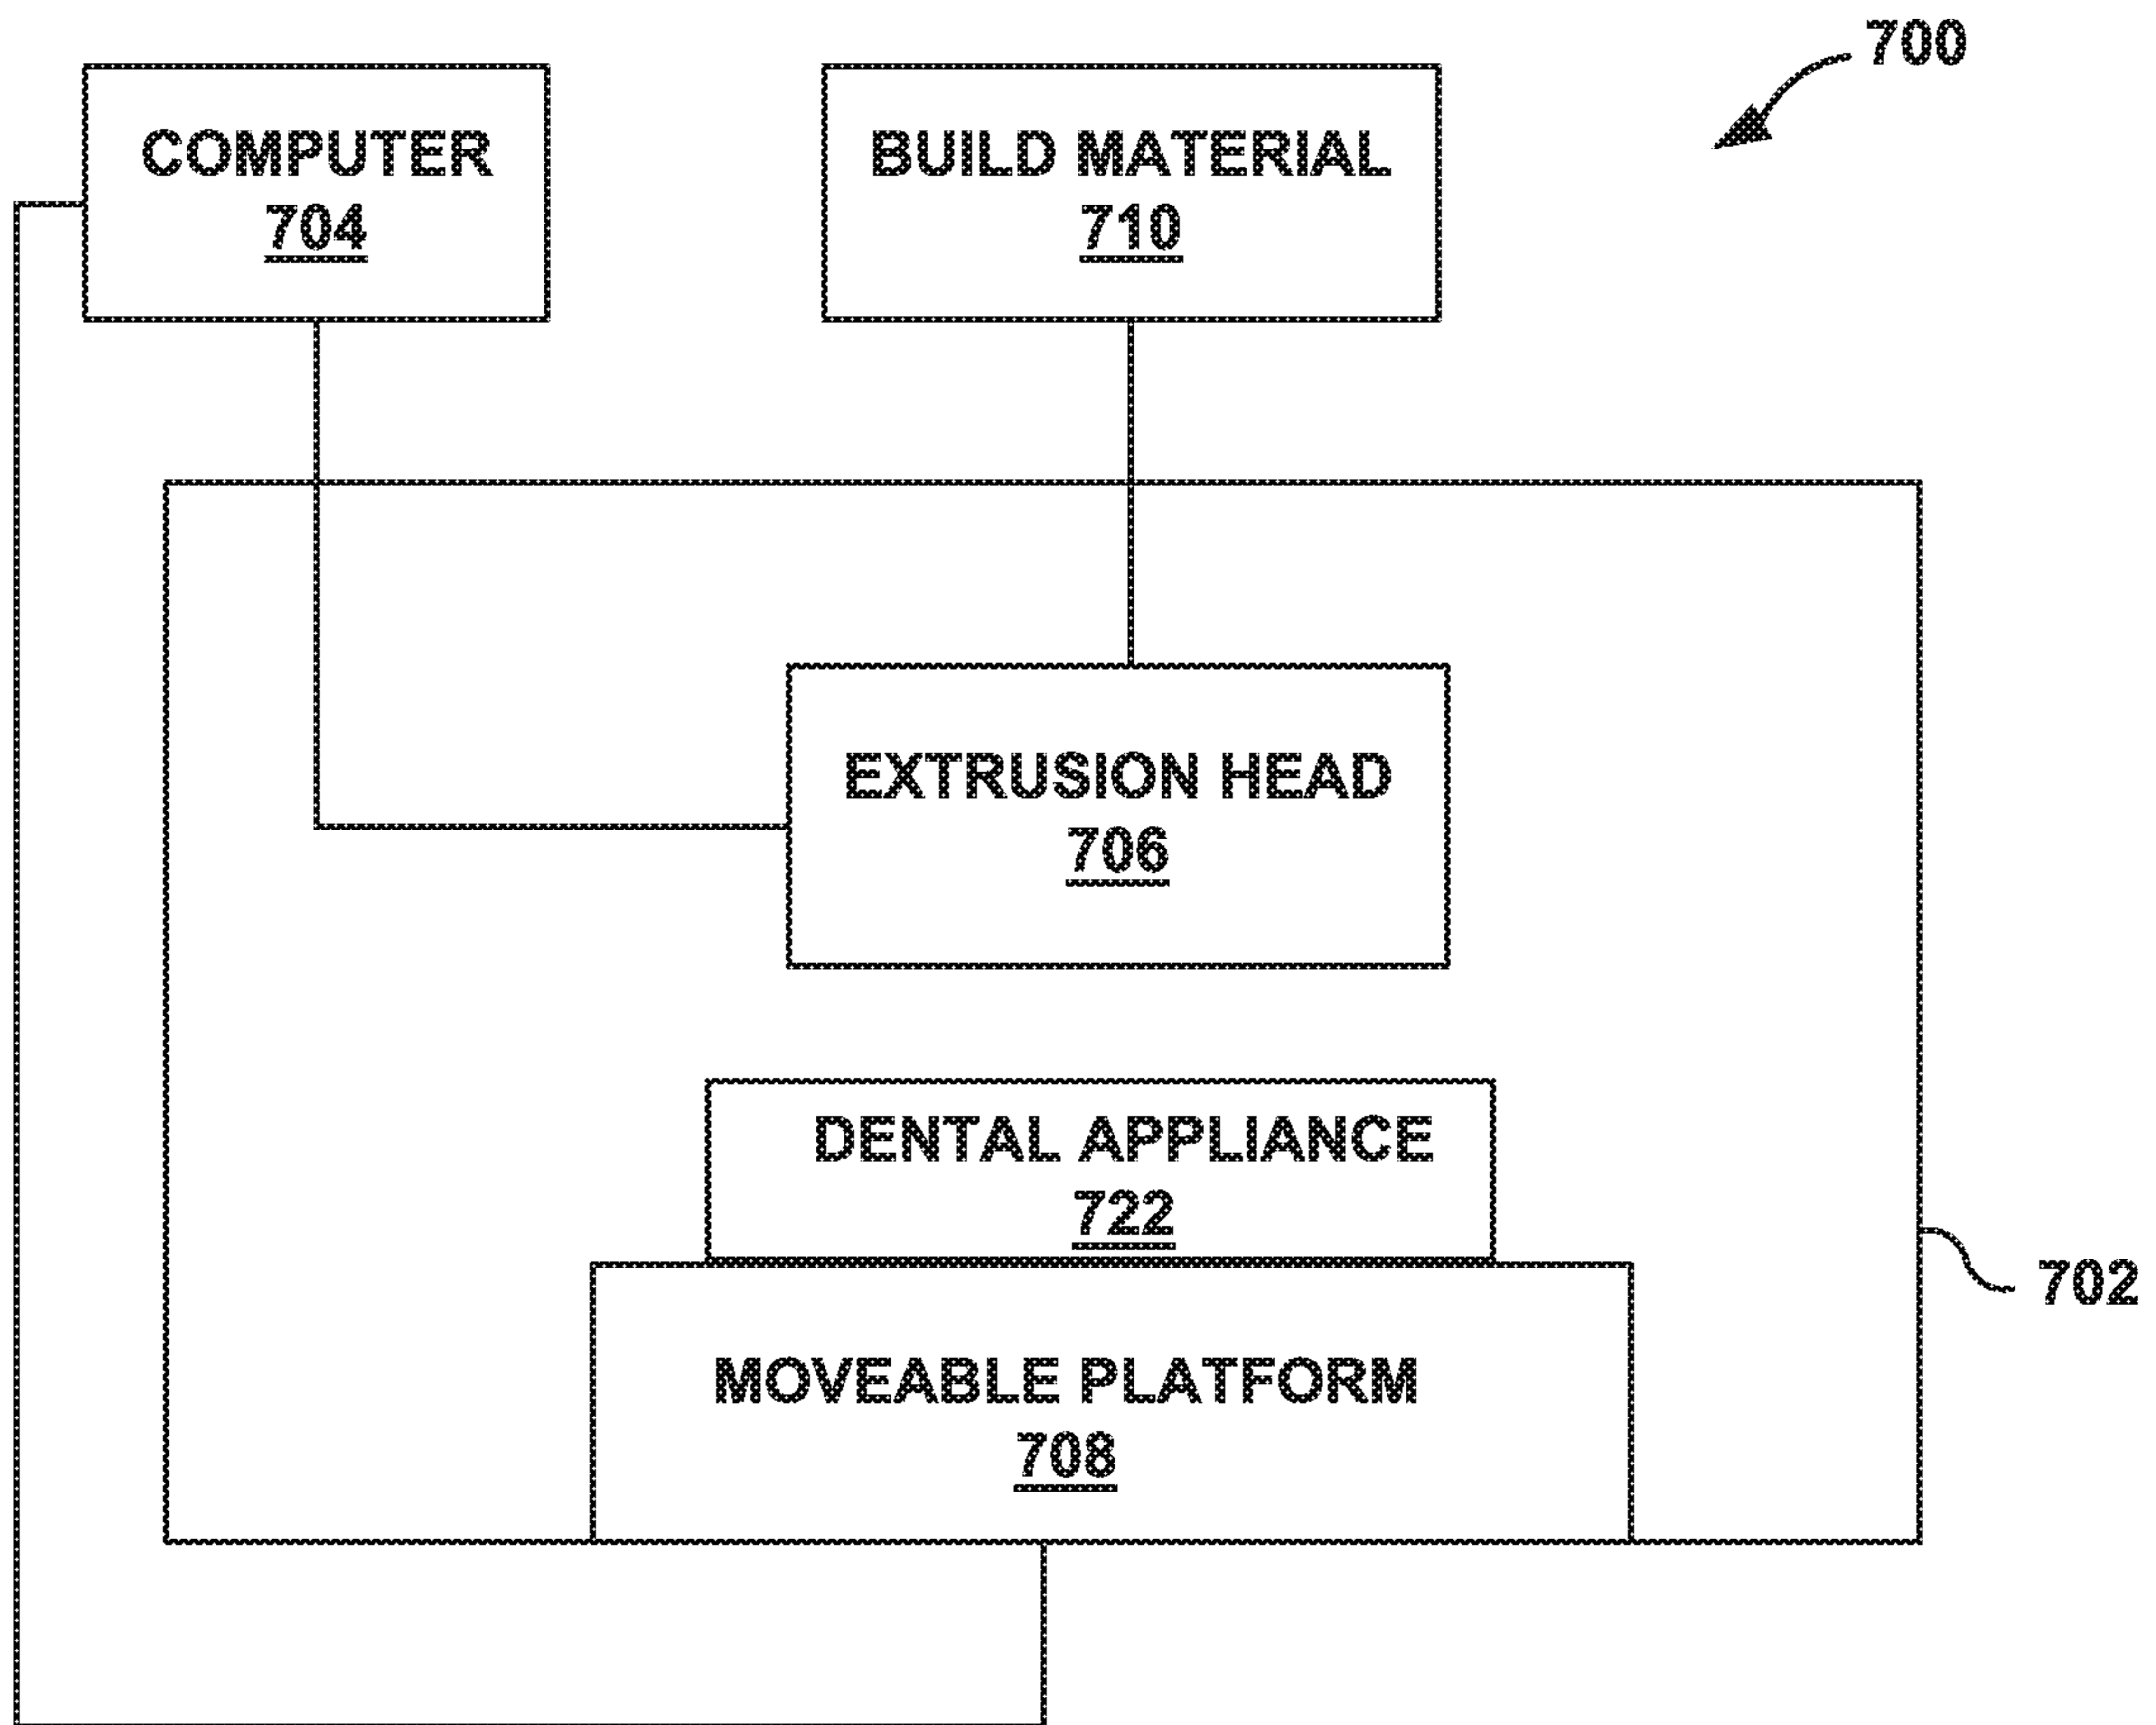 700
COMPUTER
704
BUILD MATERIAL
710
EXTRUSION HEAD
706
DENTAL APPLIANCE
722
702
MOVEABLE PLATFORM
708